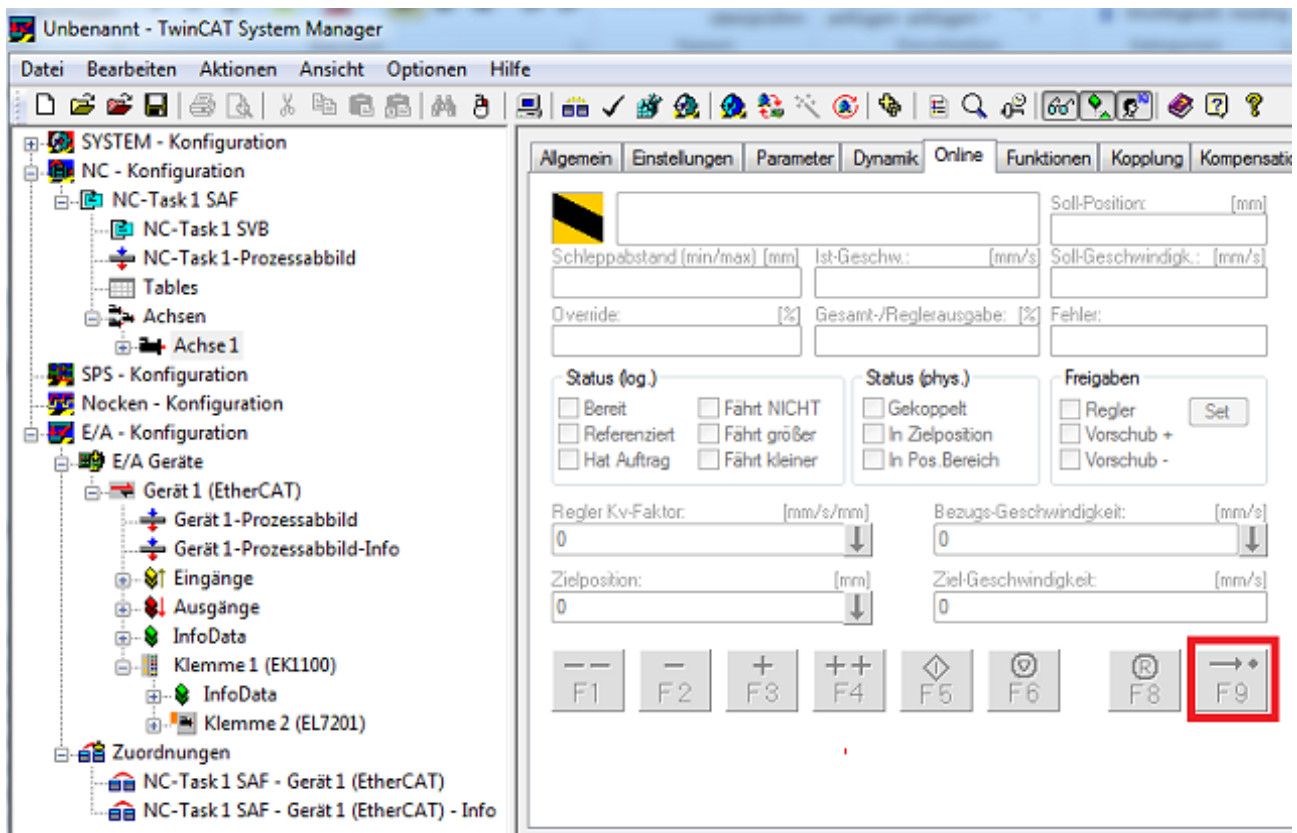 Unbenannt - TwinCAT System Manager
Datei Bearbeiten Aktionen Ansicht Optionen Hilfe
SYSTEM - Konfiguration
NC - Konfiguration
NC-Task 1 SAF
NC-Task 1 SVB
NC-Task 1-Prozessabbild
Tables
Achsen
Achse 1
SPS - Konfiguration
Nocken - Konfiguration
E/A - Konfiguration
E/A Geräte
Gerät 1 (EtherCAT)
Gerät 1-Prozessabbild
Gerät 1-Prozessabbild-Info
Eingänge
Ausgänge
InfoData
Klemme 1 (EK1100)
InfoData
Klemme 2 (EL7201)
Zuordnungen
NC-Task 1 SAF - Gerät 1 (EtherCAT)
NC-Task 1 SAF - Gerät 1 (EtherCAT) - Info
Allgemein Einstellungen Parameter Dynamik Online Funktionen Kopplung Kompensatio
Soll-Position: [mm]
Schleppabstand (min/max) [mm] Ist-Geschw.: [mm/s] Soll-Geschwindigk.: [mm/s]
Override: [%] Gesamt-/Reglerausgabe: [%] Fehler:
Status (log.) Status (phys.) Freigaben
Bereit Fährt NICHT Gekoppelt Regler Set
Referenziert Fährt größer In Zielposition Vorschub +
Hat Auftrag Fährt kleiner In Pos.Bereich Vorschub -
Regler Kv-Faktor: [mm/s/mm] Bezugs-Geschwindigkeit: [mm/s]
0 0
Zielposition: [mm] Ziel-Geschwindigkeit: [mm/s]
0 0
-- - + ++ R
F1 F2 F3 F4 F5 F6 F8 F9